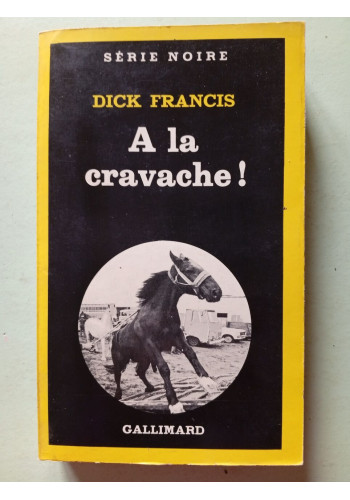 SÉRIE NOIRE
DICK FRANCIS
A la
cravache !
GALLIMARD